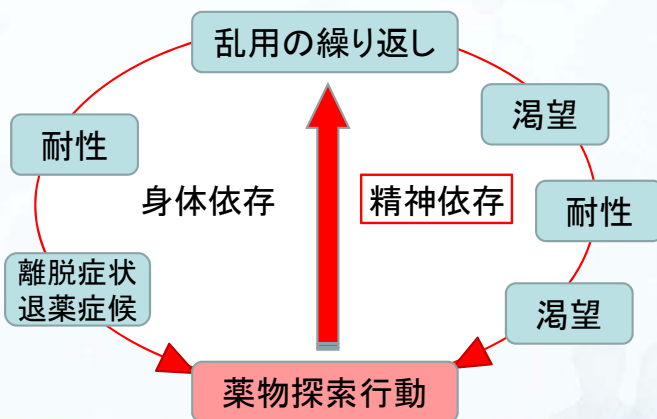 乱用の繰り返し
渇望
耐性
身体依存
精神依存
耐性
離脱症状
退薬症候
渇望
薬物探索行動